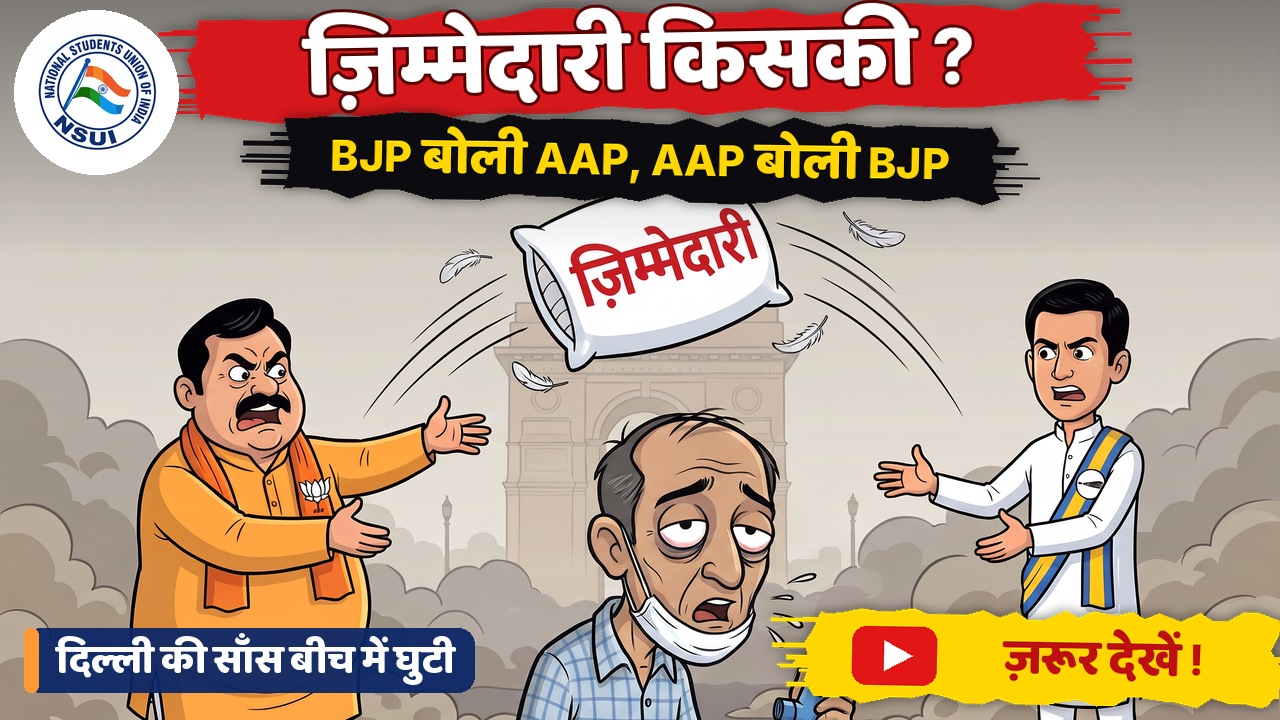 ज़िम्मेदारी किसकी ?
NATIONAL STUDENTS UNION OF INDIA
NSUI
BJP बोली AAP, AAP बोली BJP
ज़िम्मेदारी
दिल्ली की साँस बीच में घुटी
ज़रूर देखें !